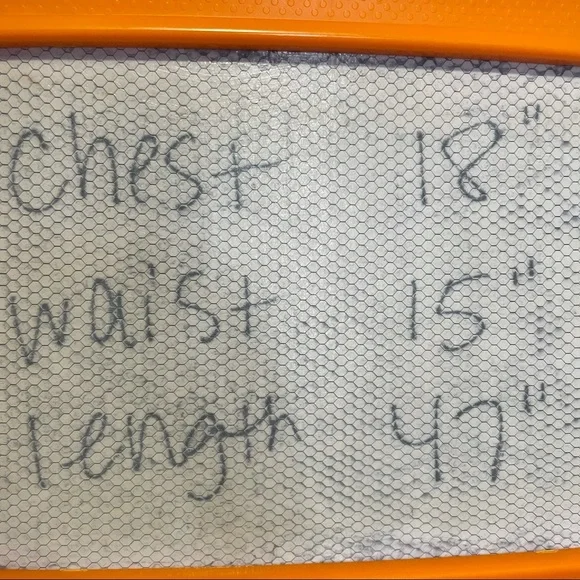 Chest 18"
waist 15"
length 47"